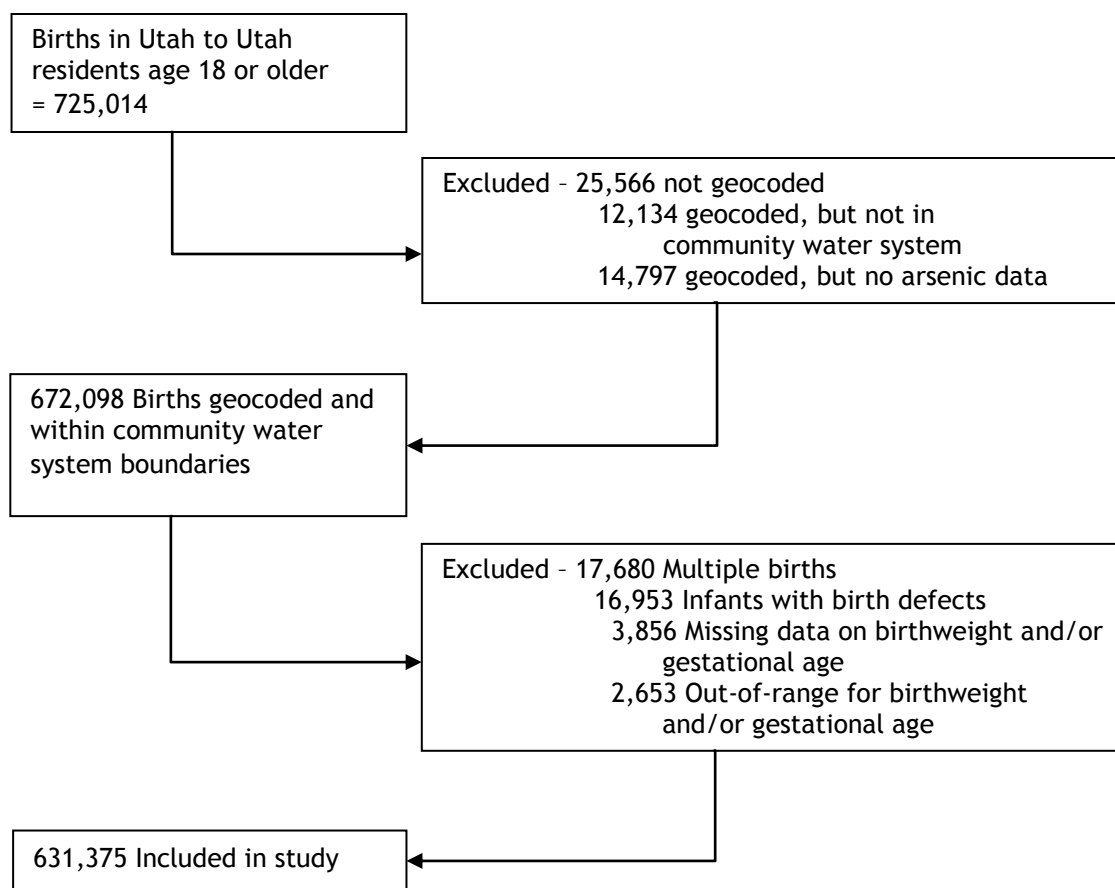 Births in Utah to Utah
residents age 18 or older
= 725,014
Excluded – 25,566 not geocoded
12,134 geocoded, but not in
community water system
14,797 geocoded, but no arsenic data
672,098 Births geocoded and
within community water
system boundaries
Excluded – 17,680 Multiple births
16,953 Infants with birth defects
3,856 Missing data on birthweight and/or
gestational age
2,653 Out-of-range for birthweight
and/or gestational age
631,375 Included in study